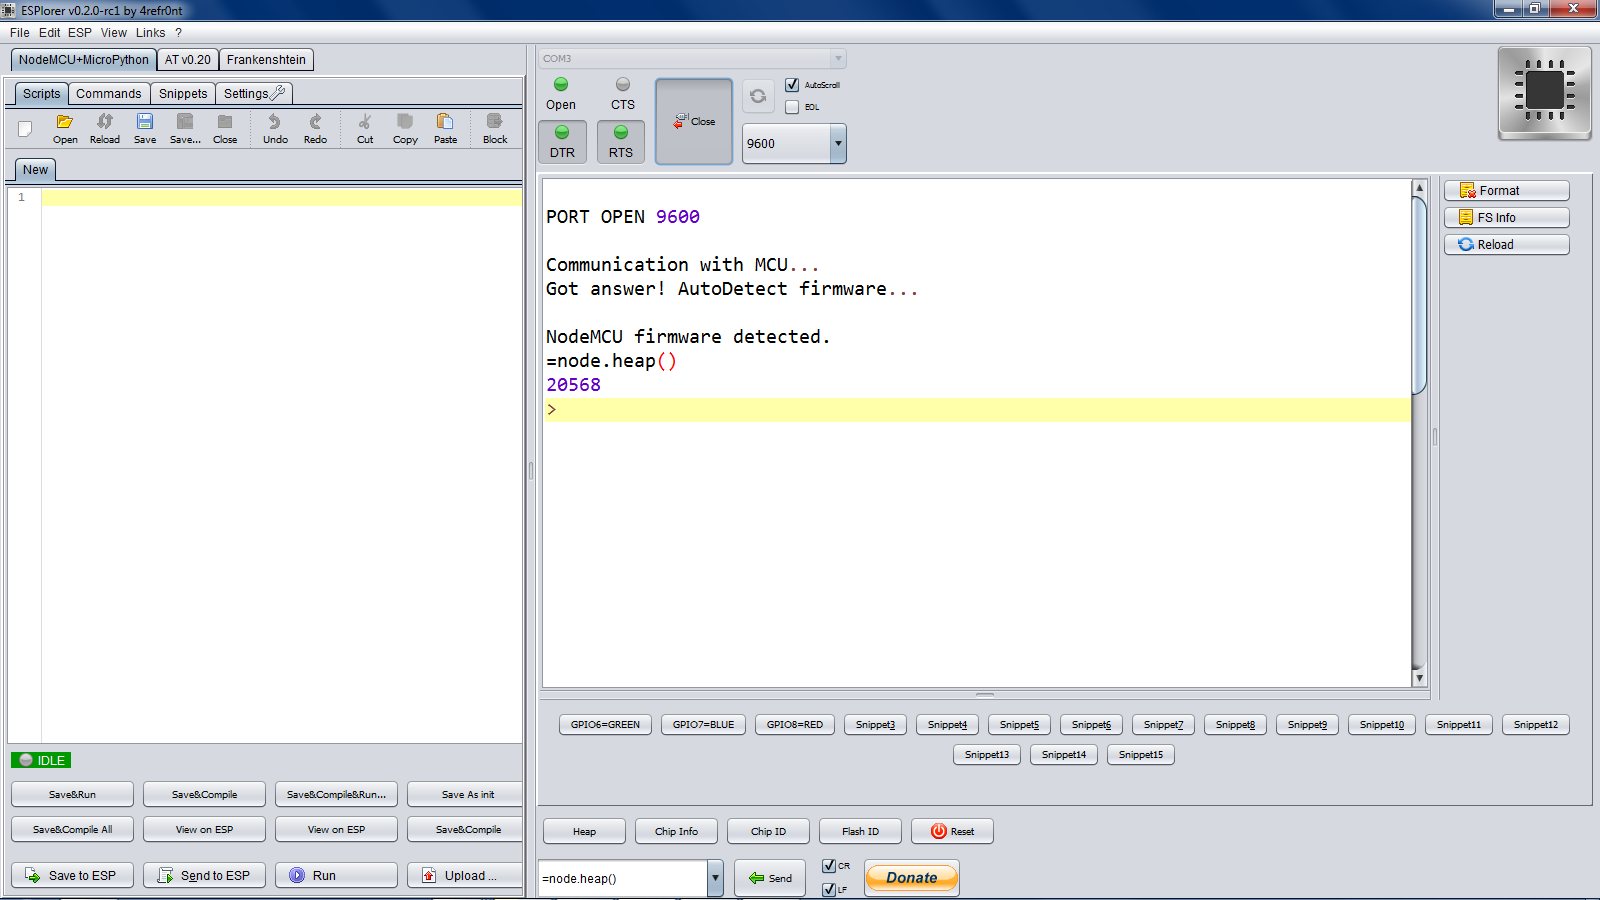 ESPlorer v0.2.0-rc1 by 4refr0nt
File Edit ESP View Links ?
NodeMCU+MicroPython AT v0.20 Frankenshtein
Scripts Commands Snippets Settings
Open Reload Save Save... Close Undo Redo Cut Copy Paste Block
New
1
IDLE
Save&Run Save&Compile Save&Compile&Run... Save As init
Save&Compile All View on ESP View on ESP Save&Compile
Save to ESP Send to ESP Run Upload ...
COM3
Open CTS
DTR RTS
Close
AutoScroll
EOL
9600
PORT OPEN 9600
Communication with MCU...
Got answer! AutoDetect firmware...
NodeMCU firmware detected.
=node.heap()
20568
>
Format
FS Info
Reload
GPIO6=GREEN GPIO7=BLUE GPIO8=RED Snippet3 Snippet4 Snippet5 Snippet6 Snippet7 Snippet8 Snippet9 Snippet10 Snippet11 Snippet12
Snippet13 Snippet14 Snippet15
Heap Chip Info Chip ID Flash ID Reset
=node.heap() Send
CR
LF
Donate